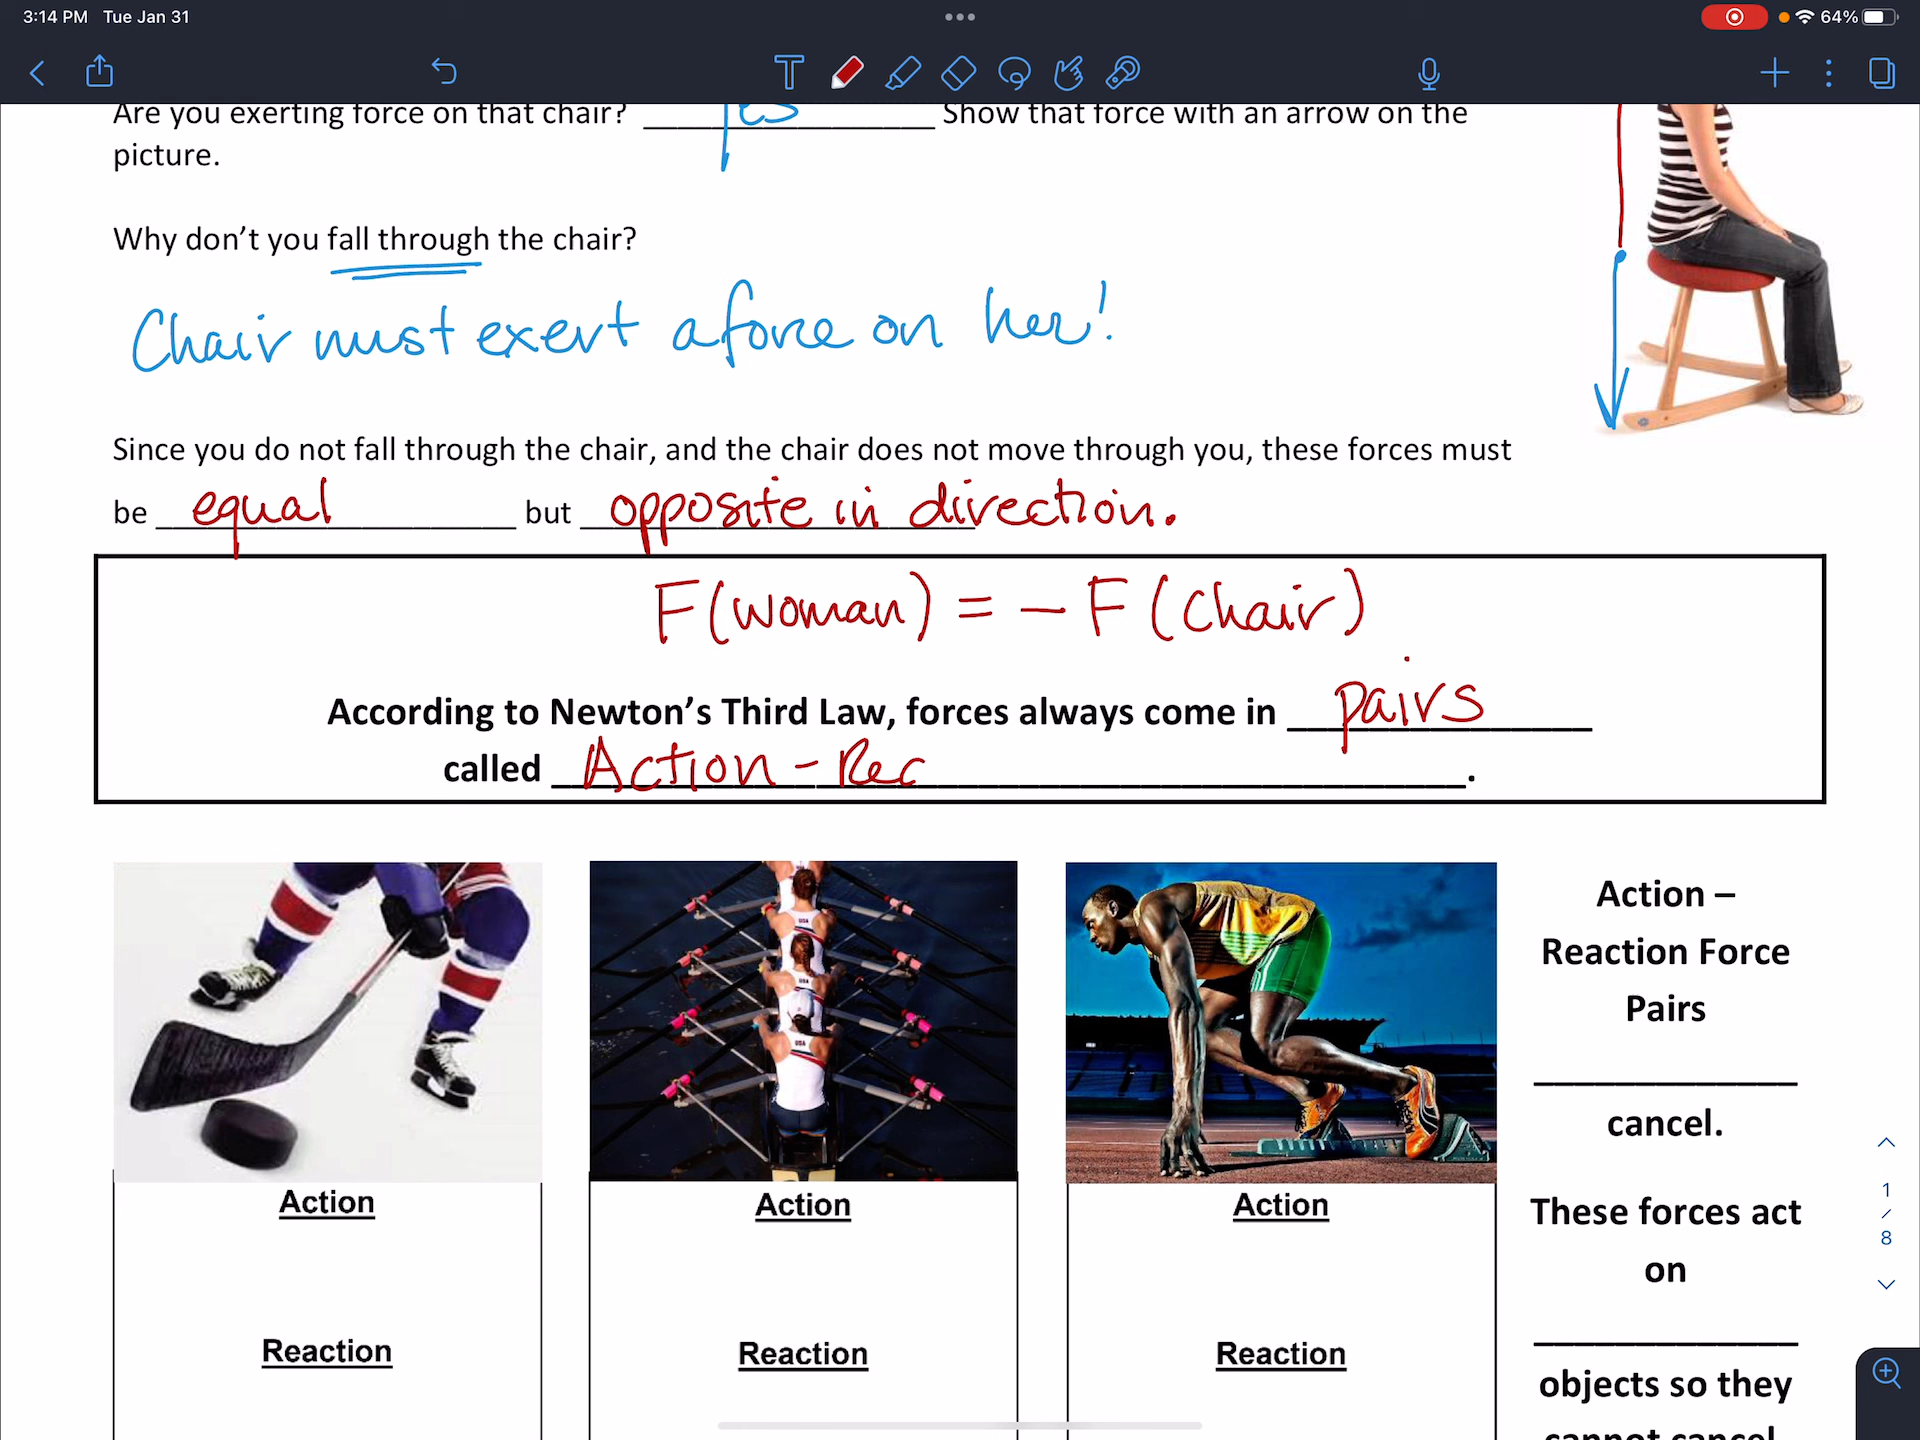 3:14 PM Tue Jan 31
64%
Are you exerting force on that chair? yes Show that force with an arrow on the
picture.
Why don't you fall through the chair?
Chair must exert a force on her!
Since you do not fall through the chair, and the chair does not move through you, these forces must
be equal but opposite in direction.
F(woman) = - F(chair)
According to Newton's Third Law, forces always come in pairs
called Action - Rec.
Action
Reaction
Action
Reaction
Action
Reaction
Action –
Reaction Force
Pairs
cancel.
These forces act
on
objects so they
cannot cancel
1
/
8
USA
USA
USA